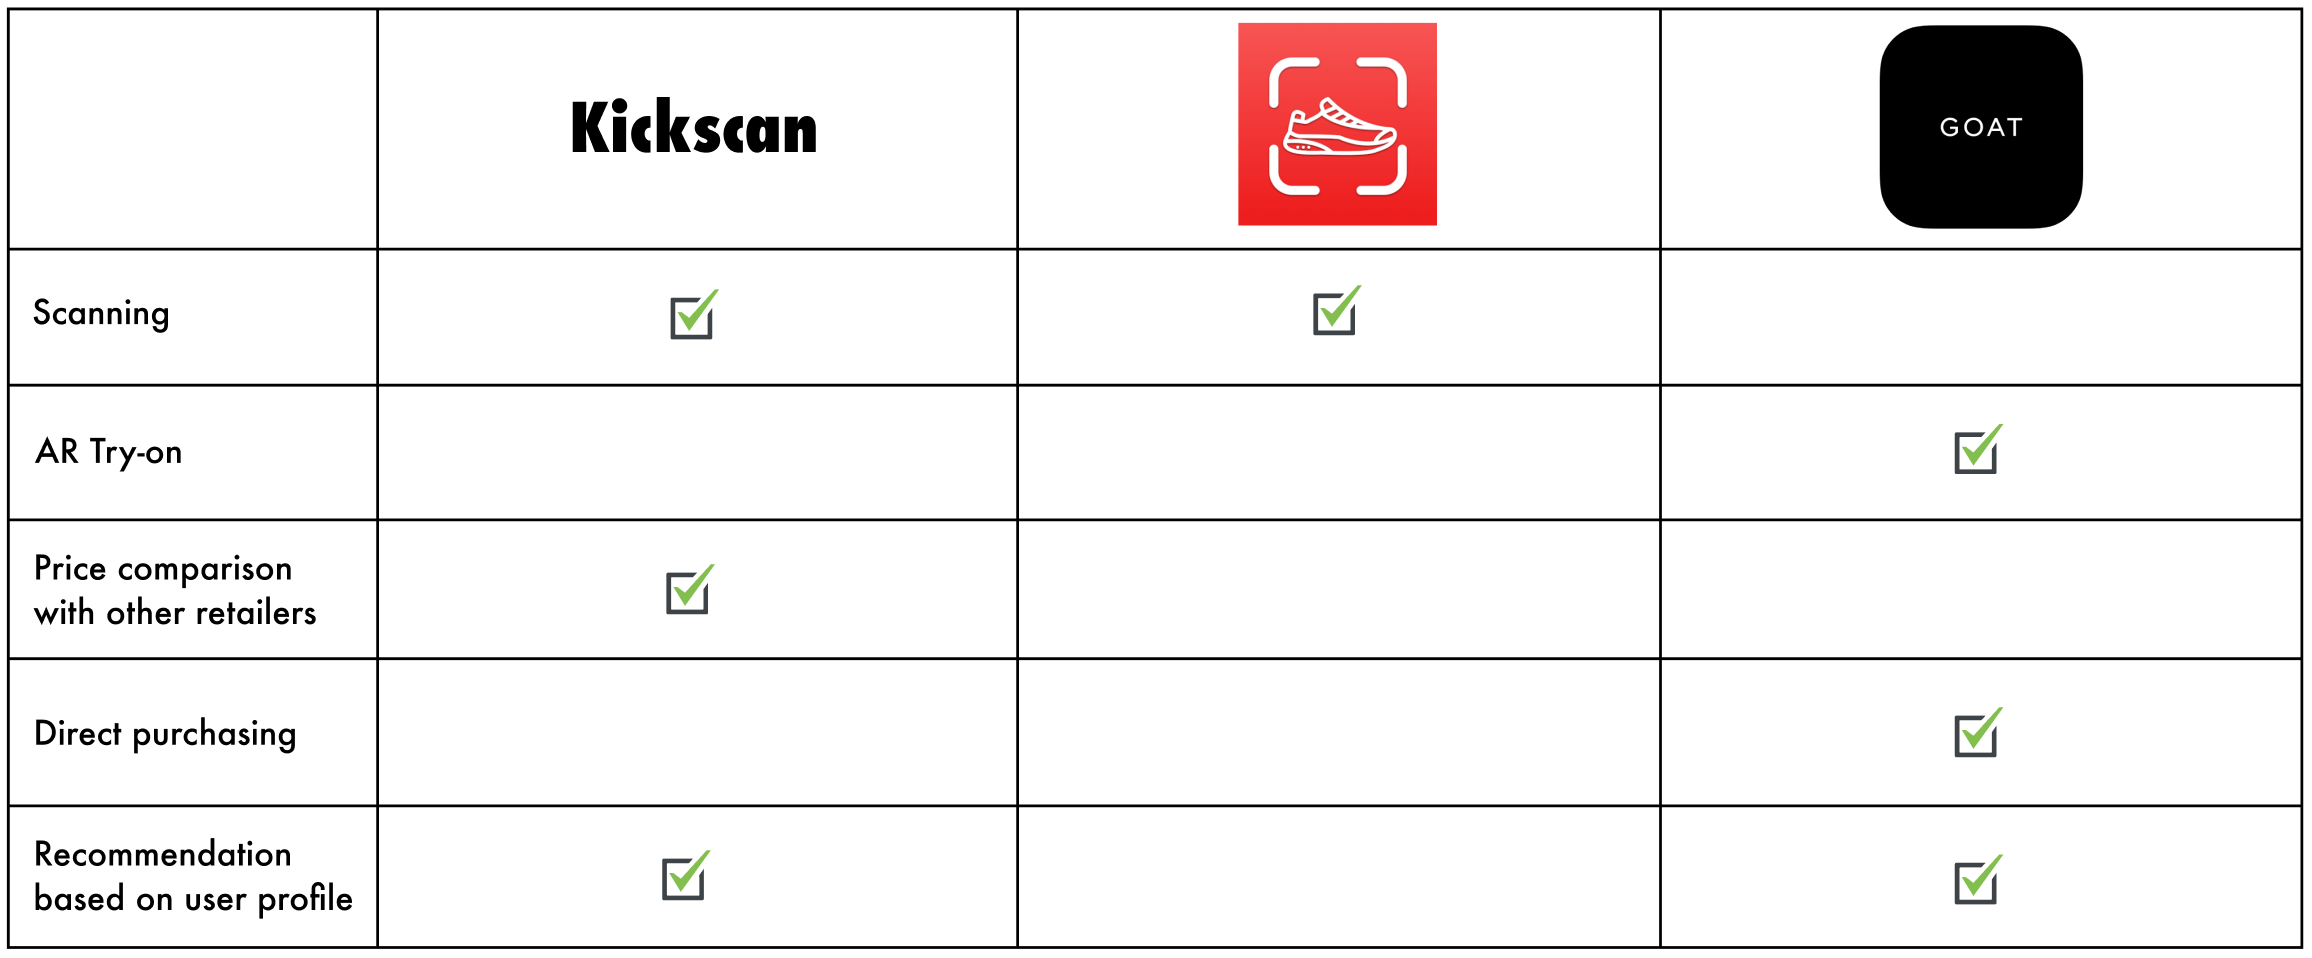 Kickscan
GOAT
Scanning
AR Try-on
Price comparison
with other retailers
Direct purchasing
Recommendation
based on user profile